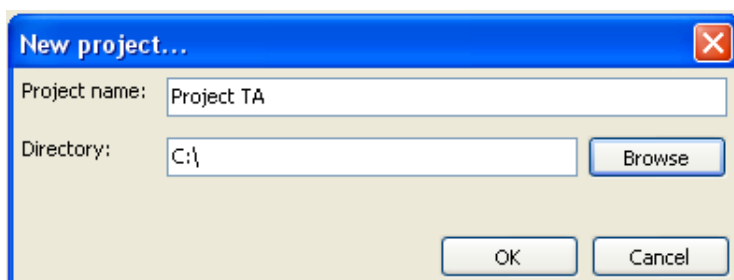 New project...
Project name: Project TA
Directory: C:\ Browse
OK Cancel